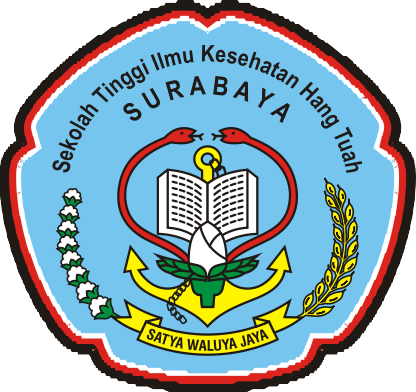 Sekolah Tinggi Ilmu Kesehatan Hang Tuah
SURABAYA
SATYA WALUYA JAYA